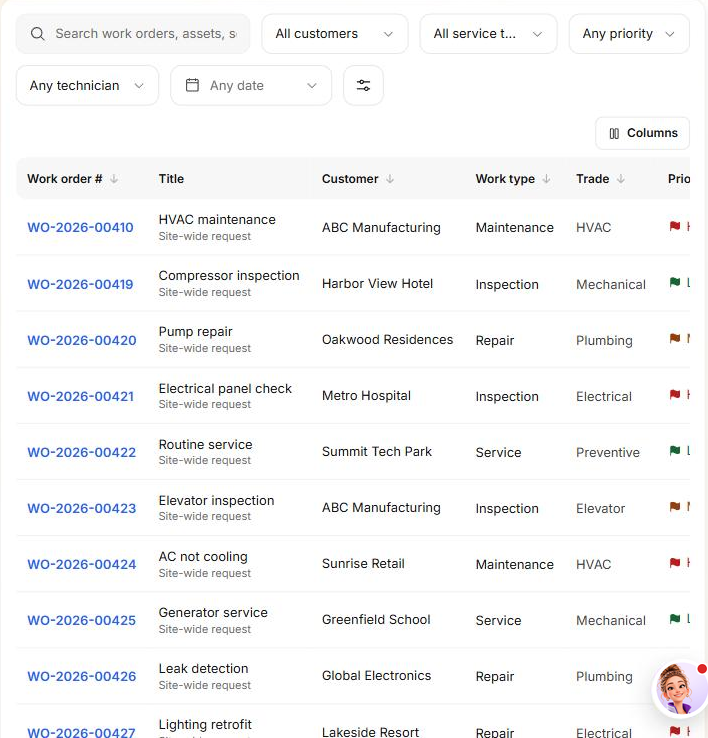 Search work orders, assets, s
All customers
All service t...
Any priority
Any technician
Any date
Columns
Work order # Title Customer Work type Trade Prio
WO-2026-00410 HVAC maintenance ABC Manufacturing Maintenance HVAC
Site-wide request
WO-2026-00419 Compressor inspection Harbor View Hotel Inspection Mechanical
Site-wide request
WO-2026-00420 Pump repair Oakwood Residences Repair Plumbing
Site-wide request
WO-2026-00421 Electrical panel check Metro Hospital Inspection Electrical
Site-wide request
WO-2026-00422 Routine service Summit Tech Park Service Preventive
Site-wide request
WO-2026-00423 Elevator inspection ABC Manufacturing Inspection Elevator
Site-wide request
WO-2026-00424 AC not cooling Sunrise Retail Maintenance HVAC
Site-wide request
WO-2026-00425 Generator service Greenfield School Service Mechanical
Site-wide request
WO-2026-00426 Leak detection Global Electronics Repair Plumbing
Site-wide request
WO-2026-00427 Lighting retrofit Lakeside Resort Repair Electrical